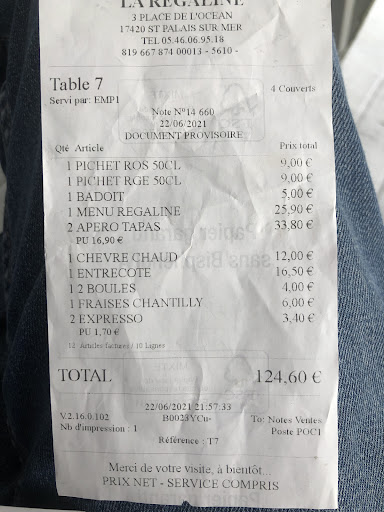 LA REGALINE
3 PLACE DE L'OCEAN
17420 ST PALAIS SUR MER
TEL 05.46.06.95.18
819 667 874 00013 - 5610 -
Table 7 4 Couverts
Servi par: EMP1
Note N°14 660
22/06/2021
DOCUMENT PROVISOIRE
Qté Article Prix total
1 PICHET ROS 50CL 9,00 €
1 PICHET RGE 50CL 9,00 €
1 BADOIT 5,00 €
1 MENU REGALINE 25,90 €
2 APERO TAPAS 33,80 €
PU 16,90 €
1 CHEVRE CHAUD 12,00 €
1 ENTRECOTE 16,50 €
1 2 BOULES 4,00 €
1 FRAISES CHANTILLY 6,00 €
2 EXPRESSO 3,40 €
PU 1,70 €
12 Articles factures / 10 Lignes
TOTAL 124,60 €
22/06/2021 21:57:33
V.2.16.0.102 B0023YCu- To: Notes Ventes
Nb d'impression : 1 Poste POC1
Référence : T7
Merci de votre visite, à bientôt...
PRIX NET - SERVICE COMPRIS